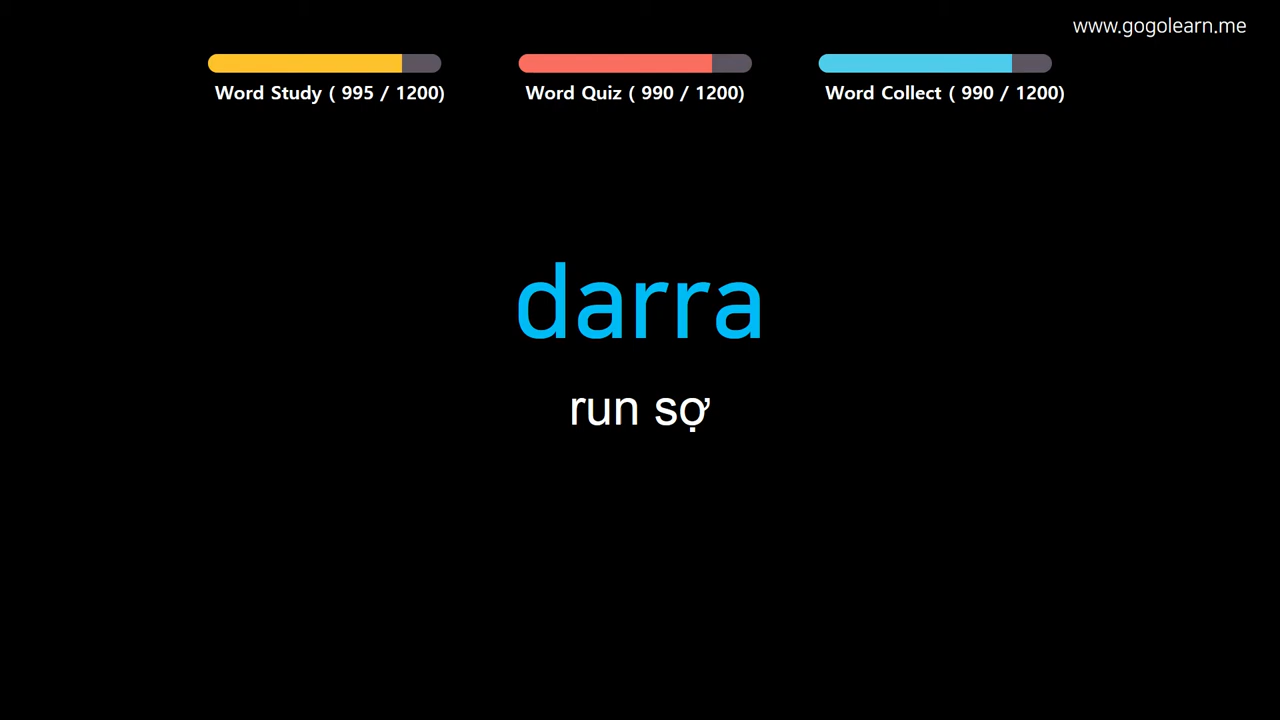 www.gogolearn.me
Word Study ( 995 / 1200)
Word Quiz ( 990 / 1200)
Word Collect ( 990 / 1200)
darra
run sợ